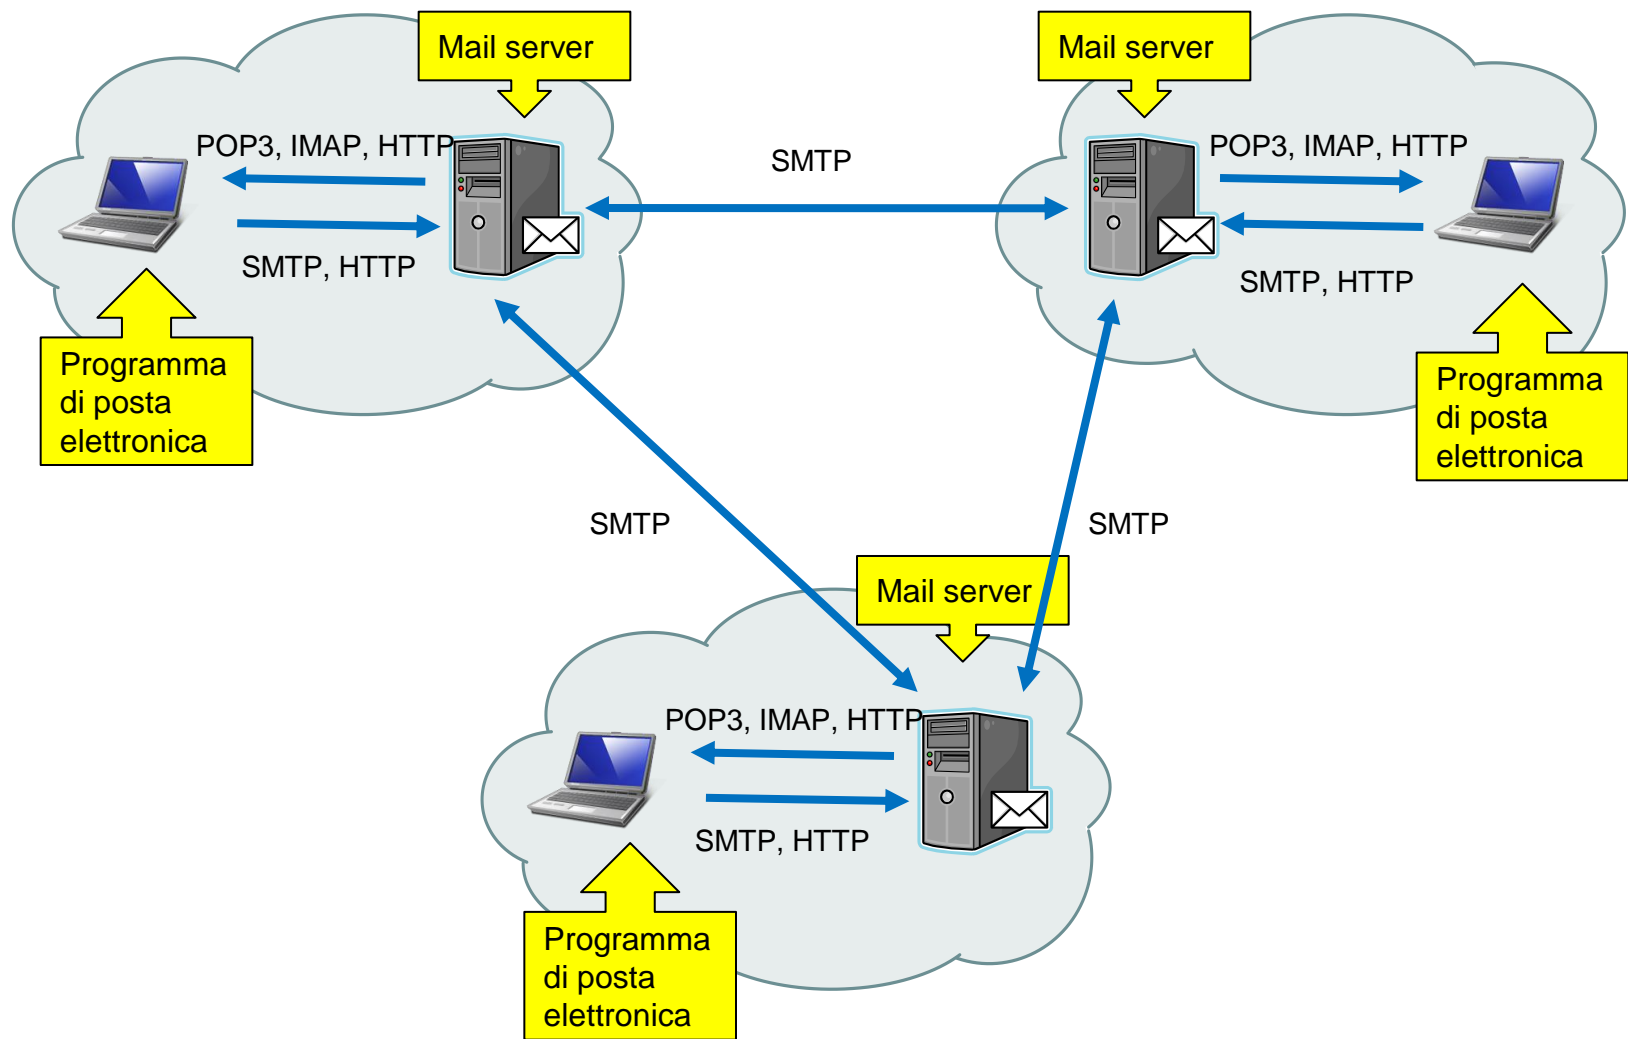 Mail server
Mail server
POP3, IMAP, HTTP
SMTP
POP3, IMAP, HTTP
SMTP, HTTP
SMTP, HTTP
Programma
di posta
elettronica
Programma
di posta
elettronica
SMTP
SMTP
Mail server
POP3, IMAP, HTTP
SMTP, HTTP
Programma
di posta
elettronica